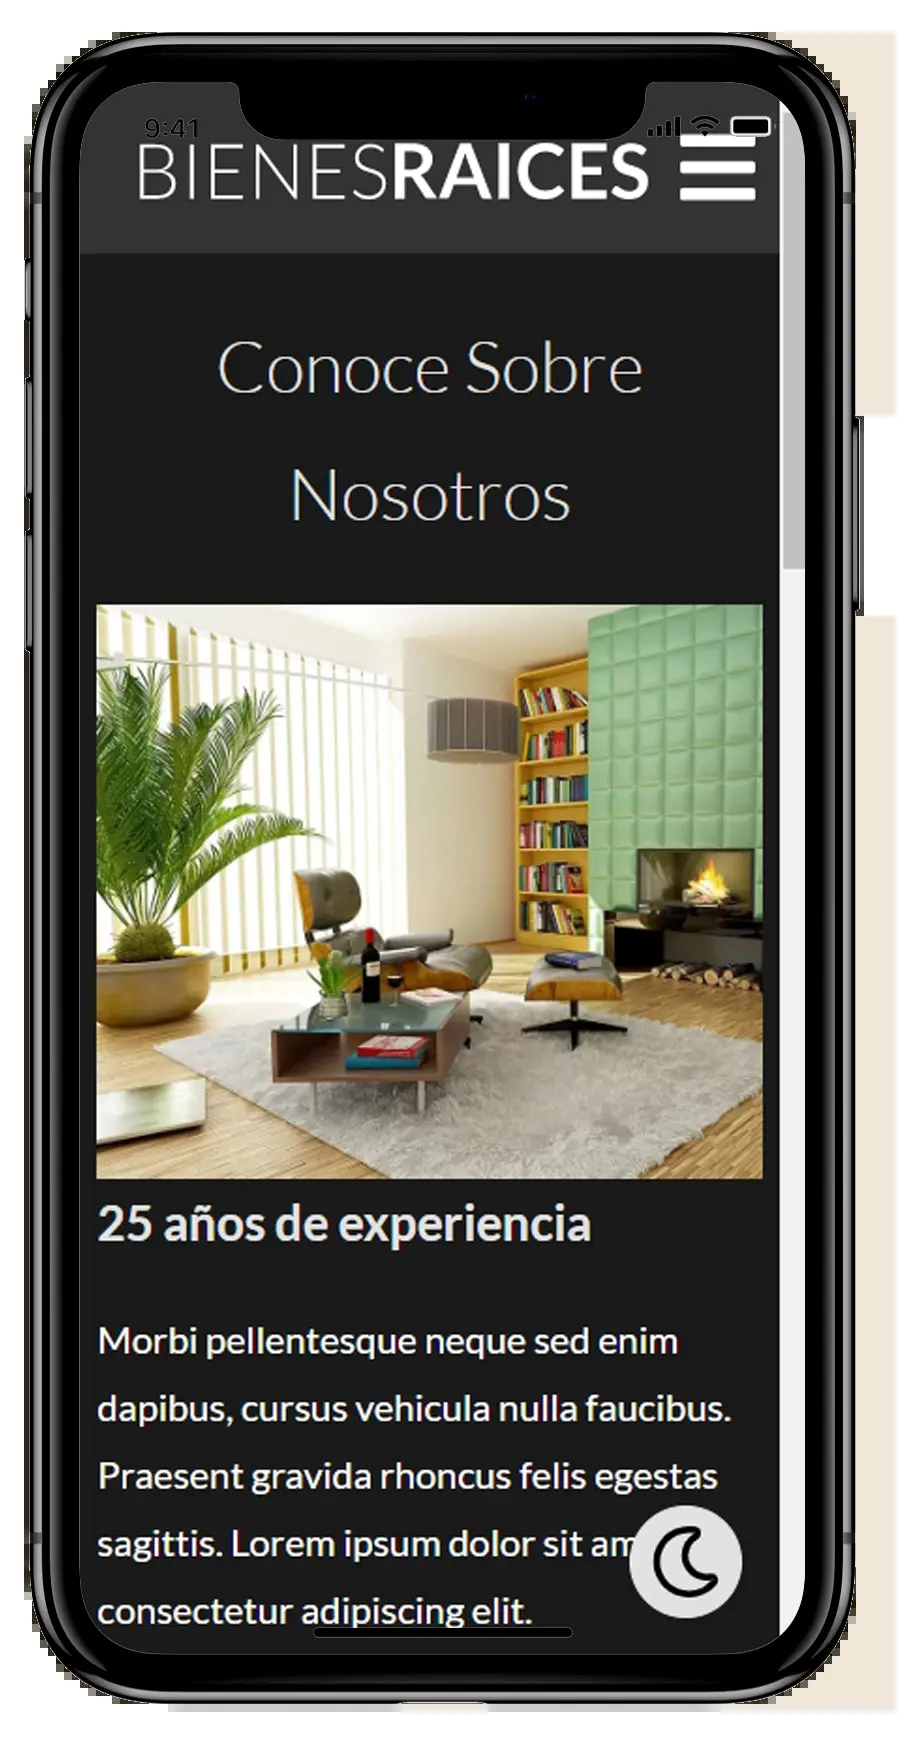 9:41
BIENESRAICES
Conoce Sobre
Nosotros
25 años de experiencia
Morbi pellentesque neque sed enim
dapibus, cursus vehicula nulla faucibus.
Praesent gravida rhoncus felis egestas
sagittis. Lorem ipsum dolor sit am
consectetur adipiscing elit.